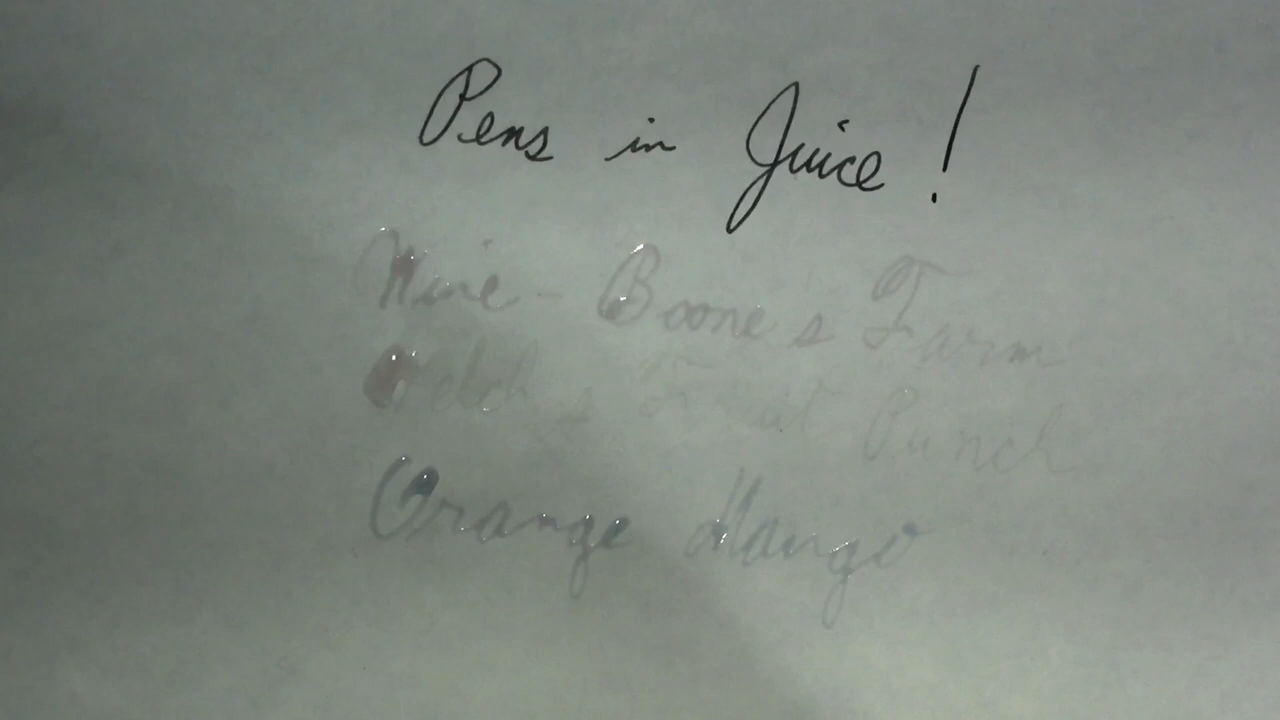 Pens in Juice!
Wine - Boone's Farm
Welch's Fruit Punch
Orange Mango